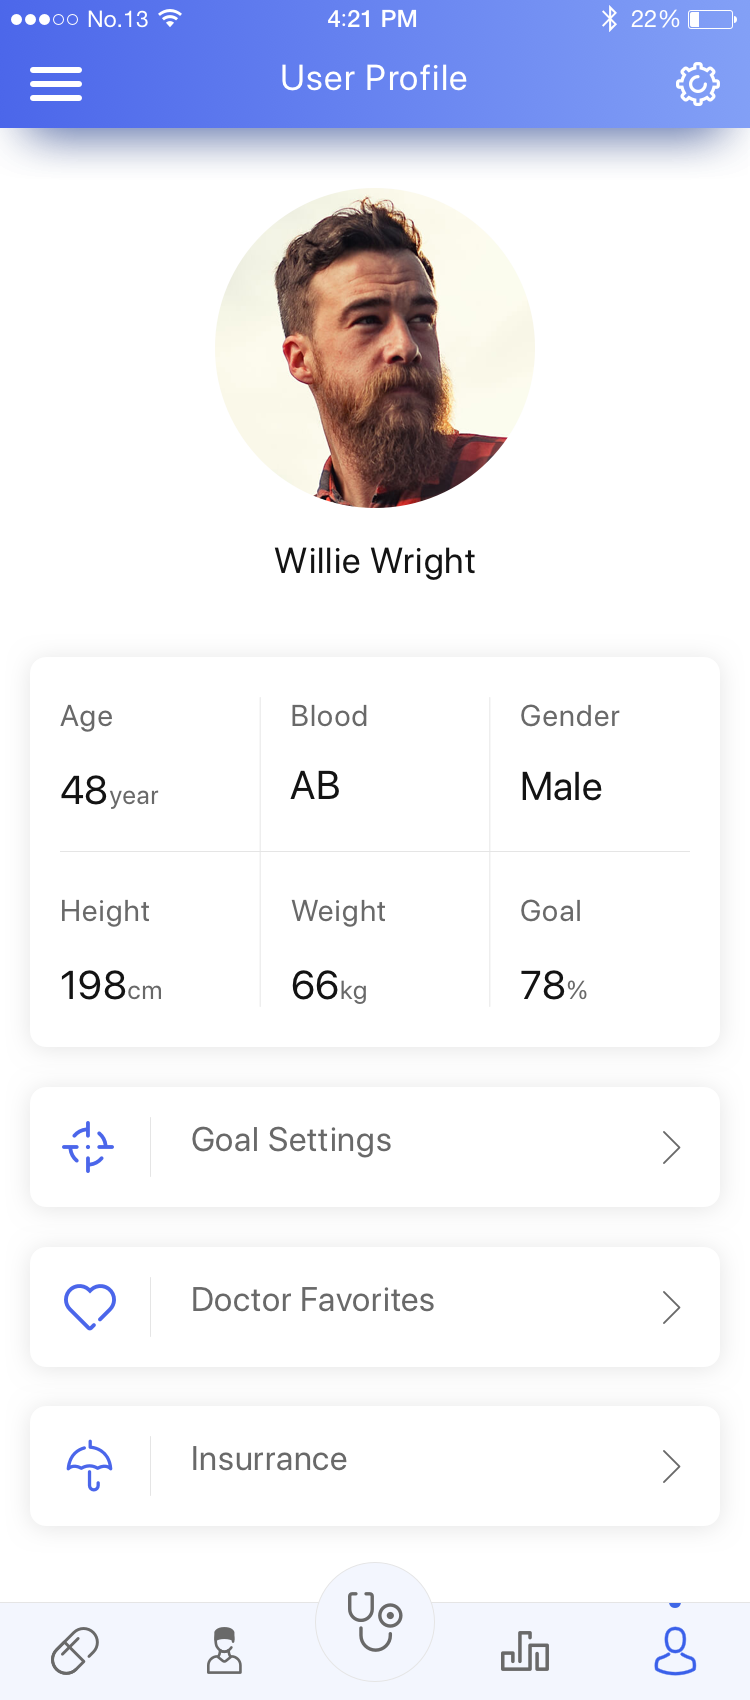 No.13 4:21 PM 22%
User Profile
Willie Wright
Age Blood Gender
48year AB Male
Height Weight Goal
198cm 66kg 78%
Goal Settings
Doctor Favorites
Insurrance